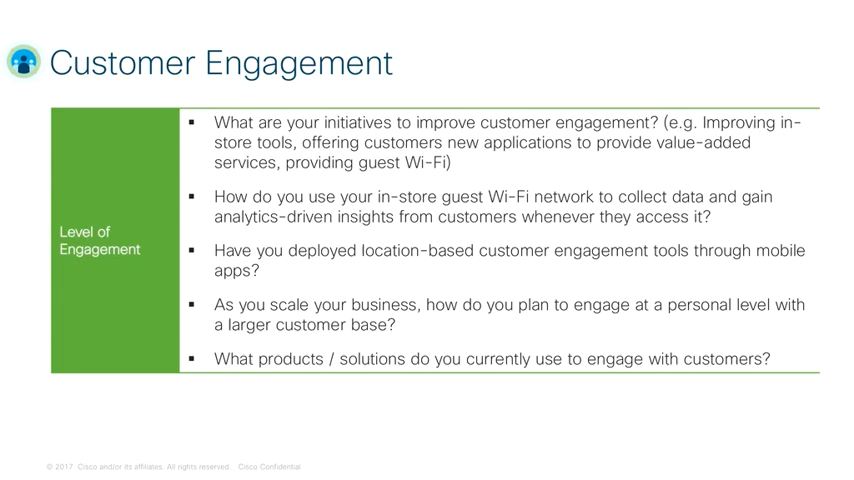 Customer Engagement
Level of
Engagement
▪ What are your initiatives to improve customer engagement? (e.g. Improving in-
store tools, offering customers new applications to provide value-added
services, providing guest Wi-Fi)
▪ How do you use your in-store guest Wi-Fi network to collect data and gain
analytics-driven insights from customers whenever they access it?
▪ Have you deployed location-based customer engagement tools through mobile
apps?
▪ As you scale your business, how do you plan to engage at a personal level with
a larger customer base?
▪ What products / solutions do you currently use to engage with customers?
© 2017 Cisco and/or its affiliates. All rights reserved. Cisco Confidential